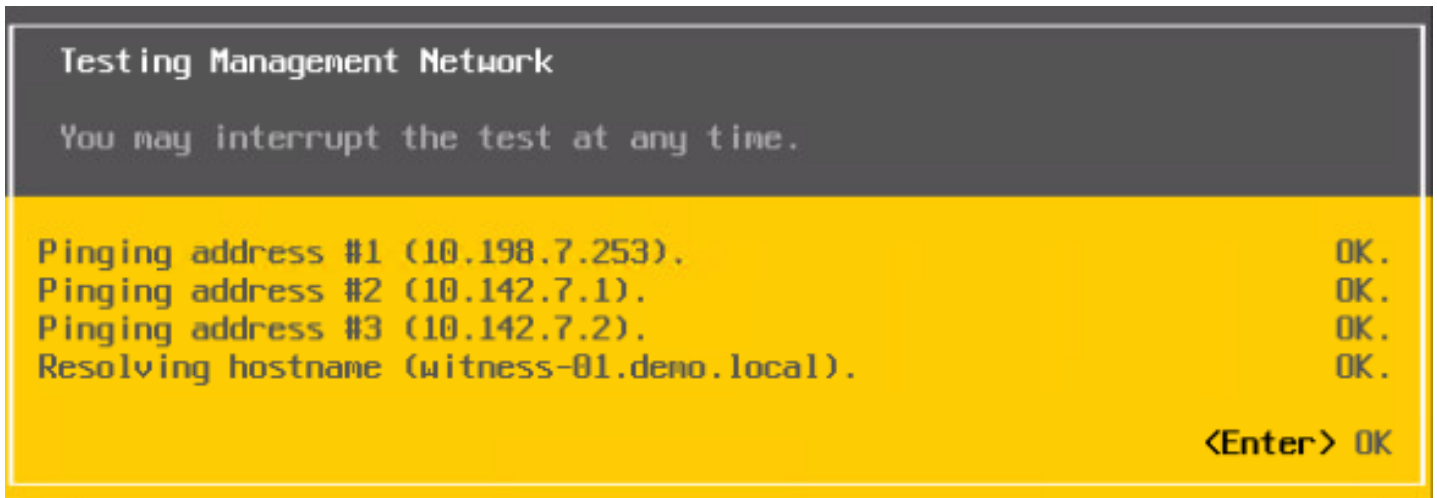 Testing Management Network
You may interrupt the test at any time.
Pinging address #1 (10.198.7.253). OK.
Pinging address #2 (10.142.7.1). OK.
Pinging address #3 (10.142.7.2). OK.
Resolving hostname (witness-01.demo.local). OK.
<Enter> OK